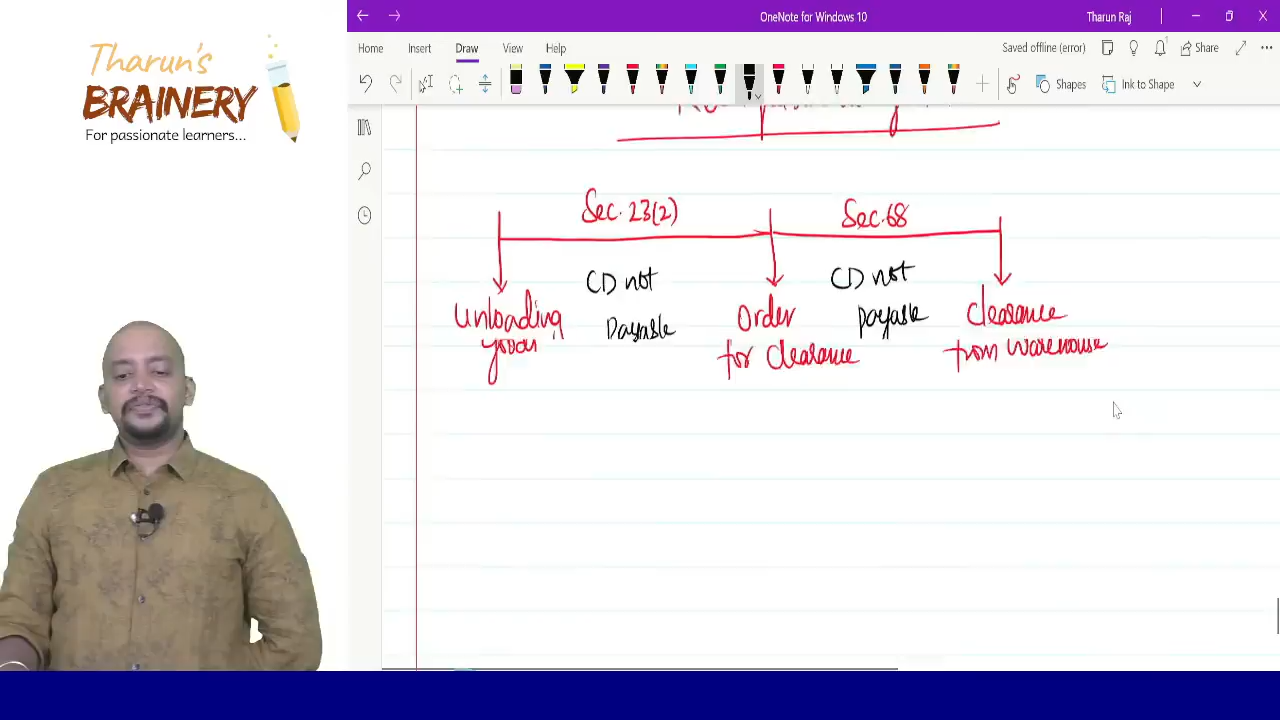 Tharun's
BRAINERY
For passionate learners...
OneNote for Windows 10
Tharun Raj
Home
Insert
Draw
View
Help
Saved offline (error)
Share
Shapes
Ink to Shape
Sec. 23(2)
Sec. 68
CD not
Payable
CD not
payable
Unloading
goods
Order
for Clearance
Clearance
from warehouse